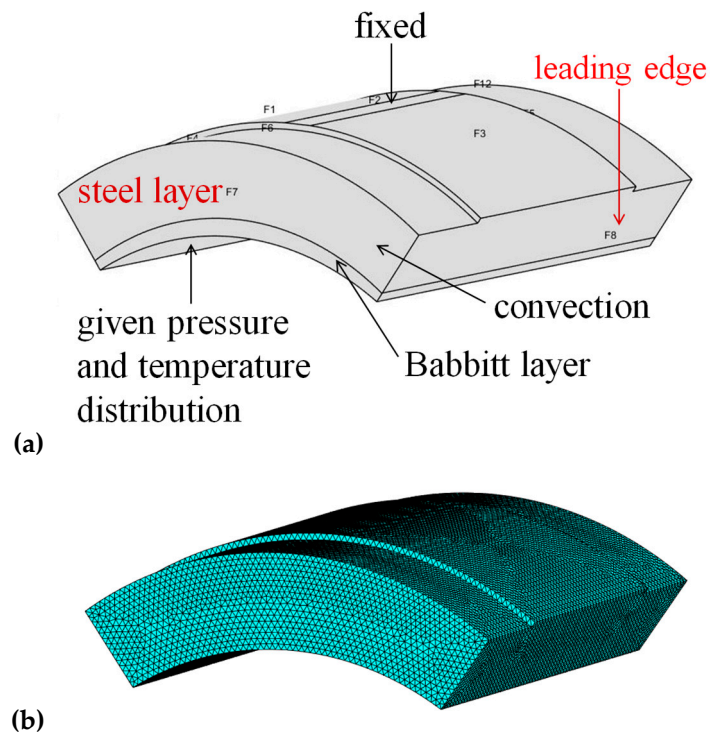 fixed
leading edge
F12
F1
F2
F6
F3
steel layer
F7
F8
given pressure
and temperature
distribution
convection
Babbitt layer
(a)
(b)